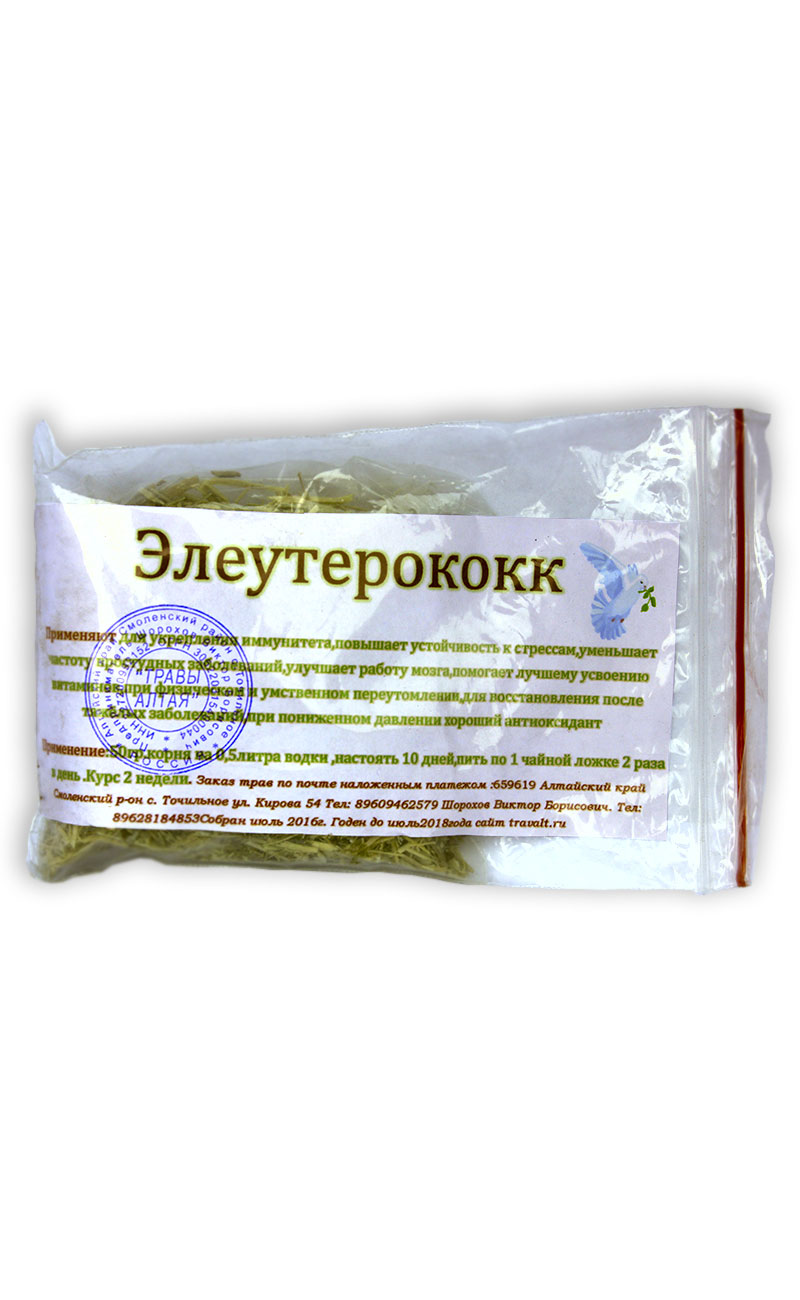 Элеутерококк
Применяют для укрепления иммунитета,повышает устойчивость к стрессам,уменьшает
частоту простудных заболеваний,улучшает работу мозга,помогает лучшему усвоению
витаминов,при физическом и умственном переутомлении,для восстановления после
тяжелых заболеваний,при пониженном давлении хороший антиоксидант
Применение:50гр.корня на 0,5литра водки ,настоять 10 дней,пить по 1 чайной ложке 2 раза
в день .Курс 2 недели. Заказ трав по почте наложенным платежом :659619 Алтайский край
Смоленский р-он с. Точильное ул. Кирова 54 Тел: 89609462579 Шорохов Виктор Борисович. Тел:
89628184853Собран июль 2016г. Годен до июль2018года сайт travalt.ru
"ТРАВЫ
АЛТАЯ"
Смоленский район
РОССИЯ
ИНН